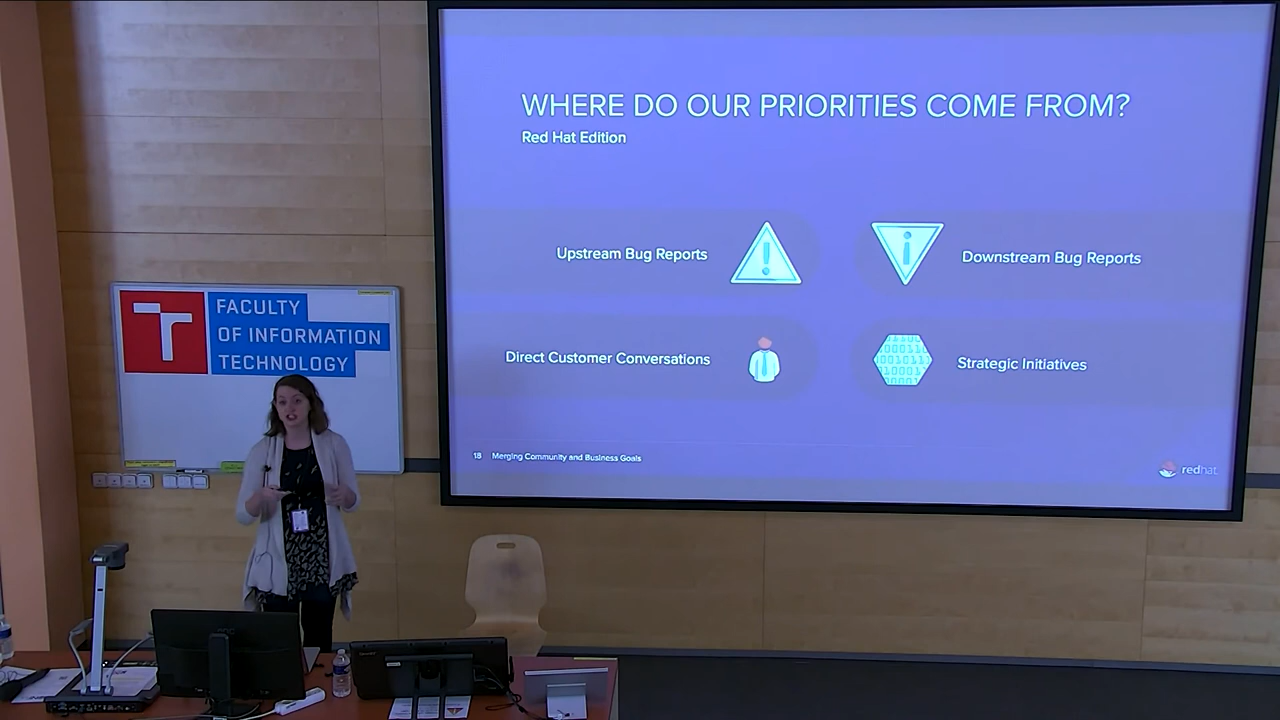 WHERE DO OUR PRIORITIES COME FROM?
Red Hat Edition
Upstream Bug Reports
Downstream Bug Reports
Direct Customer Conversations
Strategic Initiatives
18 Merging Community and Business Goals
redhat
FACULTY
OF INFORMATION
TECHNOLOGY